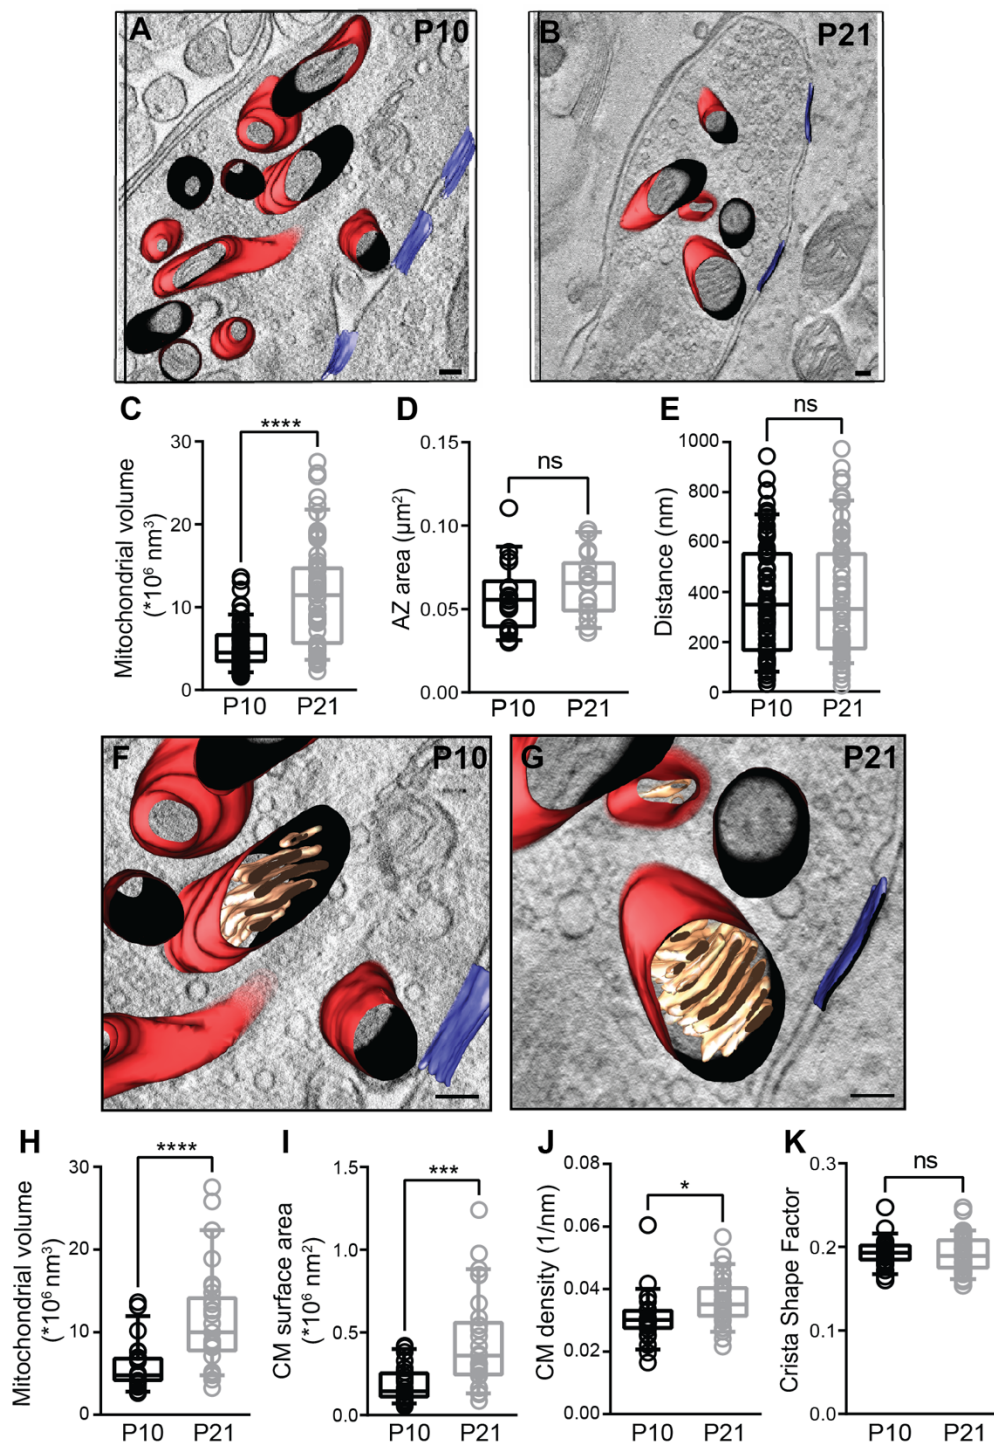 A P10
B P21
C
****
Mitochondrial volume
(*10⁶ nm³)
30
20
10
0
P10 P21
D
ns
AZ area (μm²)
0.15
0.10
0.05
0.00
P10 P21
E
ns
Distance (nm)
1000
800
600
400
200
0
P10 P21
F P10
G P21
H
****
Mitochondrial volume
(*10⁶ nm³)
30
20
10
0
P10 P21
I
***
CM surface area
(*10⁶ nm²)
1.5
1.0
0.5
0.0
P10 P21
J
*
CM density (1/nm)
0.08
0.06
0.04
0.02
0.00
P10 P21
K
ns
Crista Shape Factor
0.3
0.2
0.1
0.0
P10 P21